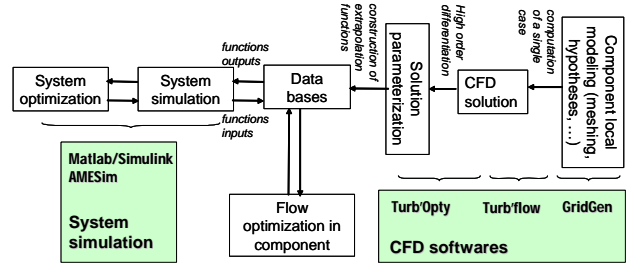 functions
outputs
System
optimization
System
simulation
functions
inputs
Data
bases
construction of
extrapolation
functions
Solution
parameterization
High order
differentiation
CFD
solution
computation
of a single
case
Component local
modeling (meshing,
hypotheses, ...)
Flow
optimization in
component
Matlab/Simulink
AMESim
System
simulation
Turb'Opty
Turb'flow
GridGen
CFD softwares